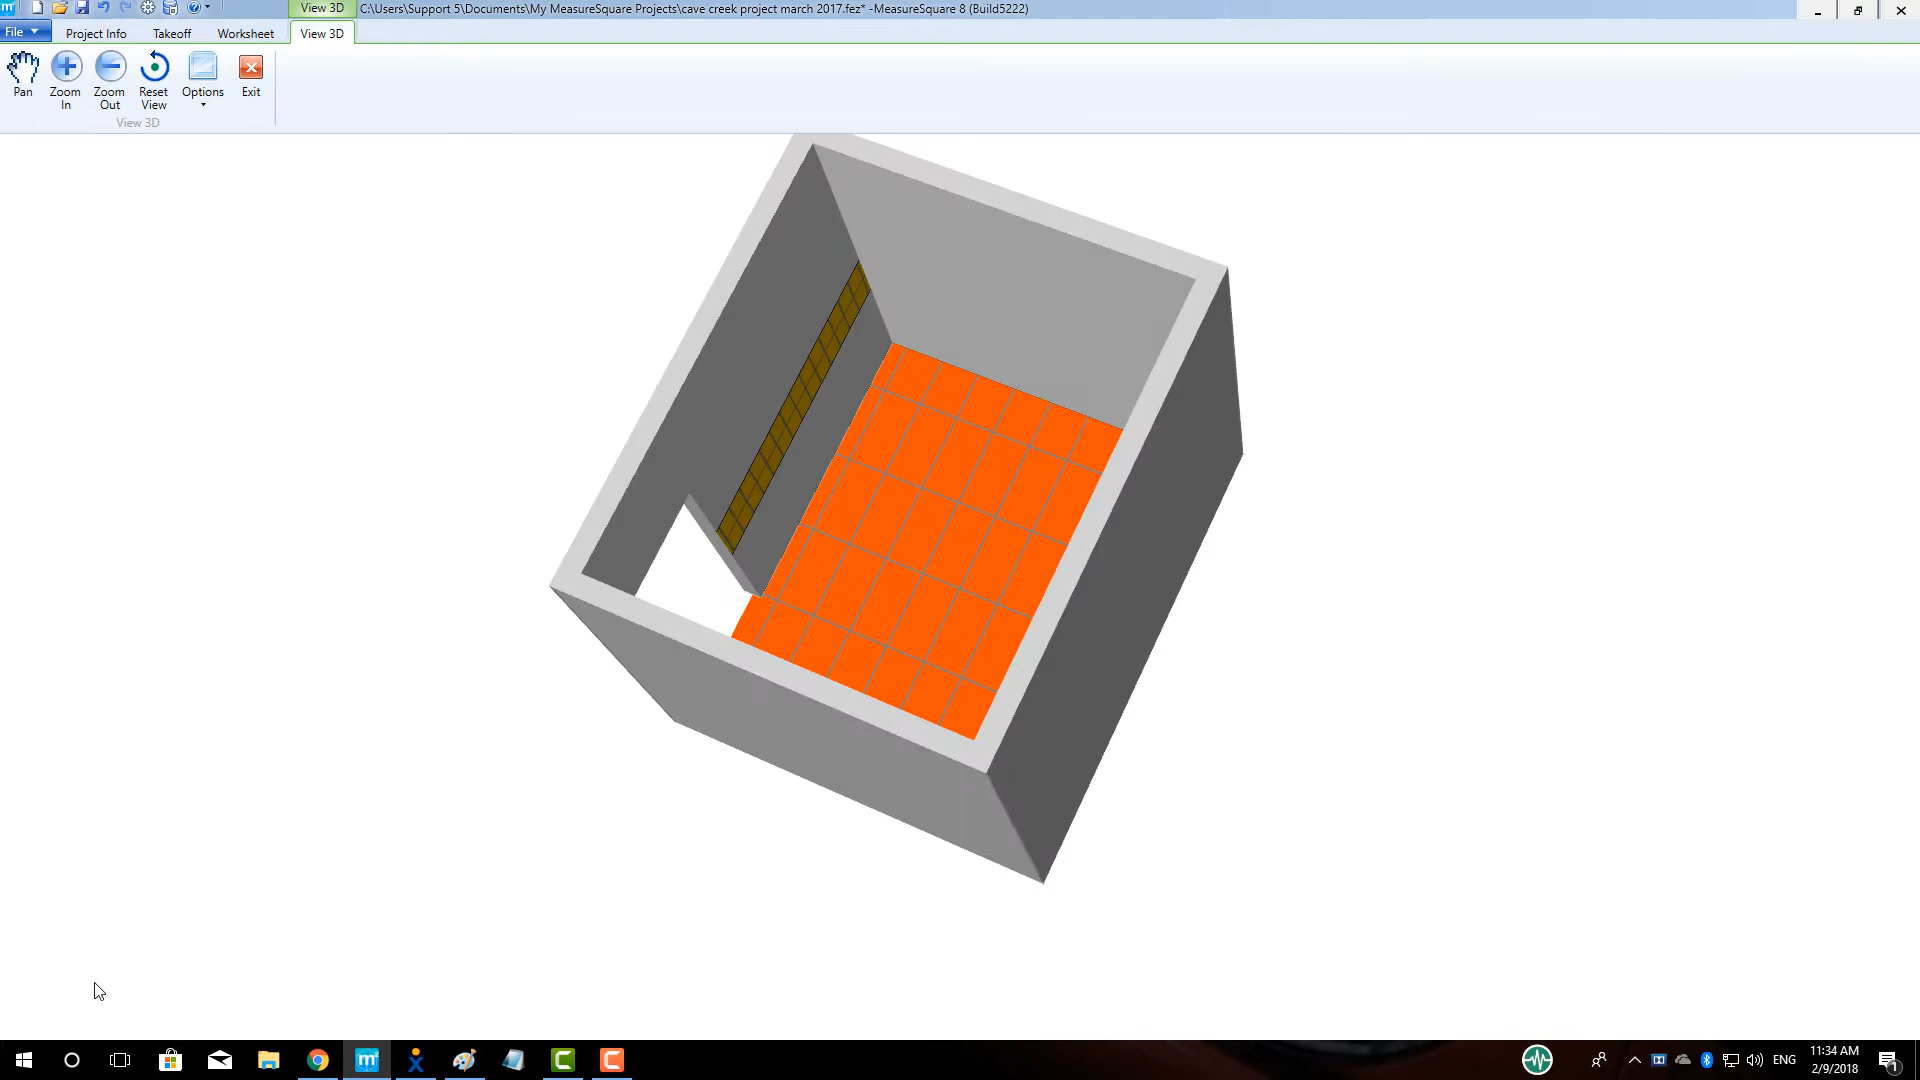 View 3D
C:\Users\Support 5\Documents\My MeasureSquare Projects\cave creek project march 2017.fez* -MeasureSquare 8 (Build5222)
File
Project Info
Takeoff
Worksheet
View 3D
Pan
Zoom In
Zoom Out
Reset View
Options
Exit
View 3D
ENG
11:34 AM
2/9/2018
1